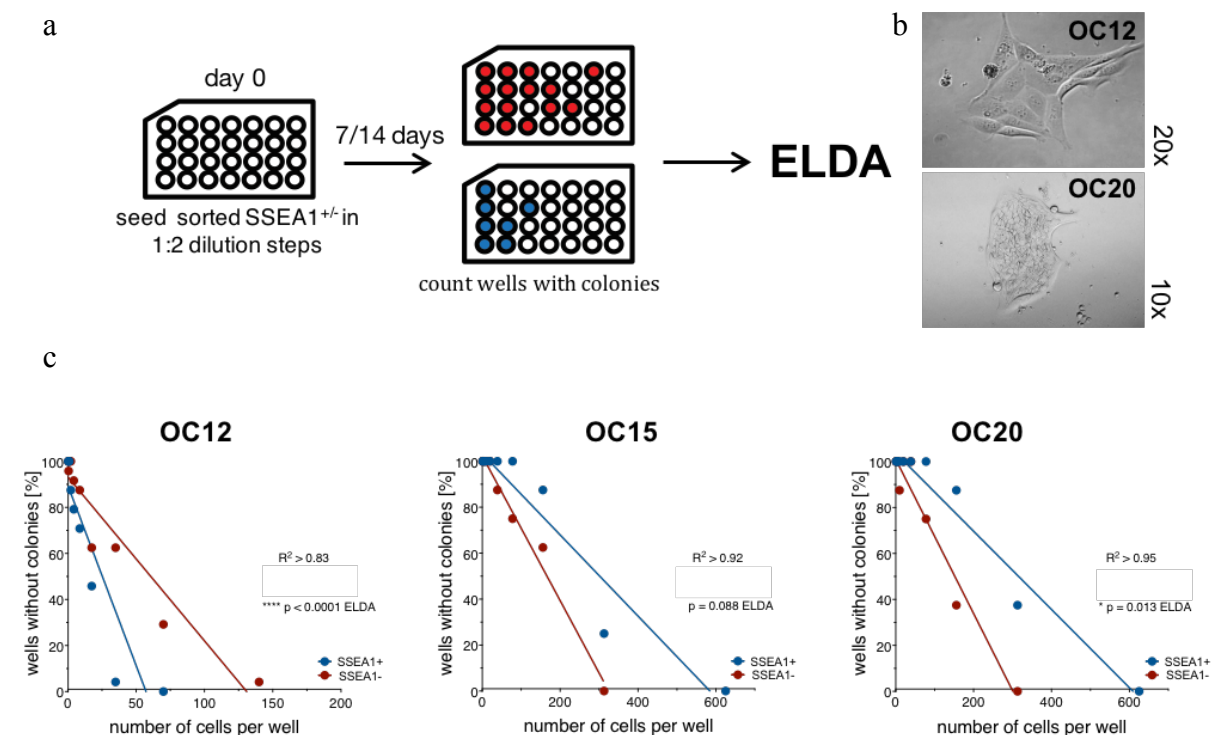 a
day 0
seed sorted SSEA1+/- in
1:2 dilution steps
7/14 days
count wells with colonies
ELDA
b
OC12
20x
OC20
10x
c
OC12
wells without colonies [%]
100
80
60
40
20
0
0 50 100 150 200
number of cells per well
R² > 0.83
**** p < 0.0001 ELDA
SSEA1+
SSEA1-
OC15
wells without colonies [%]
100
80
60
40
20
0
0 200 400 600
number of cells per well
R² > 0.92
p = 0.088 ELDA
SSEA1+
SSEA1-
OC20
wells without colonies [%]
100
80
60
40
20
0
0 200 400 600
number of cells per well
R² > 0.95
* p = 0.013 ELDA
SSEA1+
SSEA1-